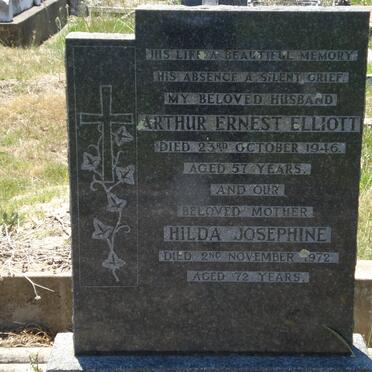 HIS LIFE A BEAUTIFUL MEMORY
HIS ABSENCE A SILENT GRIEF
MY BELOVED HUSBAND
ARTHUR ERNEST ELLIOTT
DIED 23RD OCTOBER 1946.
AGED 57 YEARS.
AND OUR
BELOVED MOTHER
HILDA JOSEPHINE
DIED 2ND NOVEMBER 1972
AGED 72 YEARS.